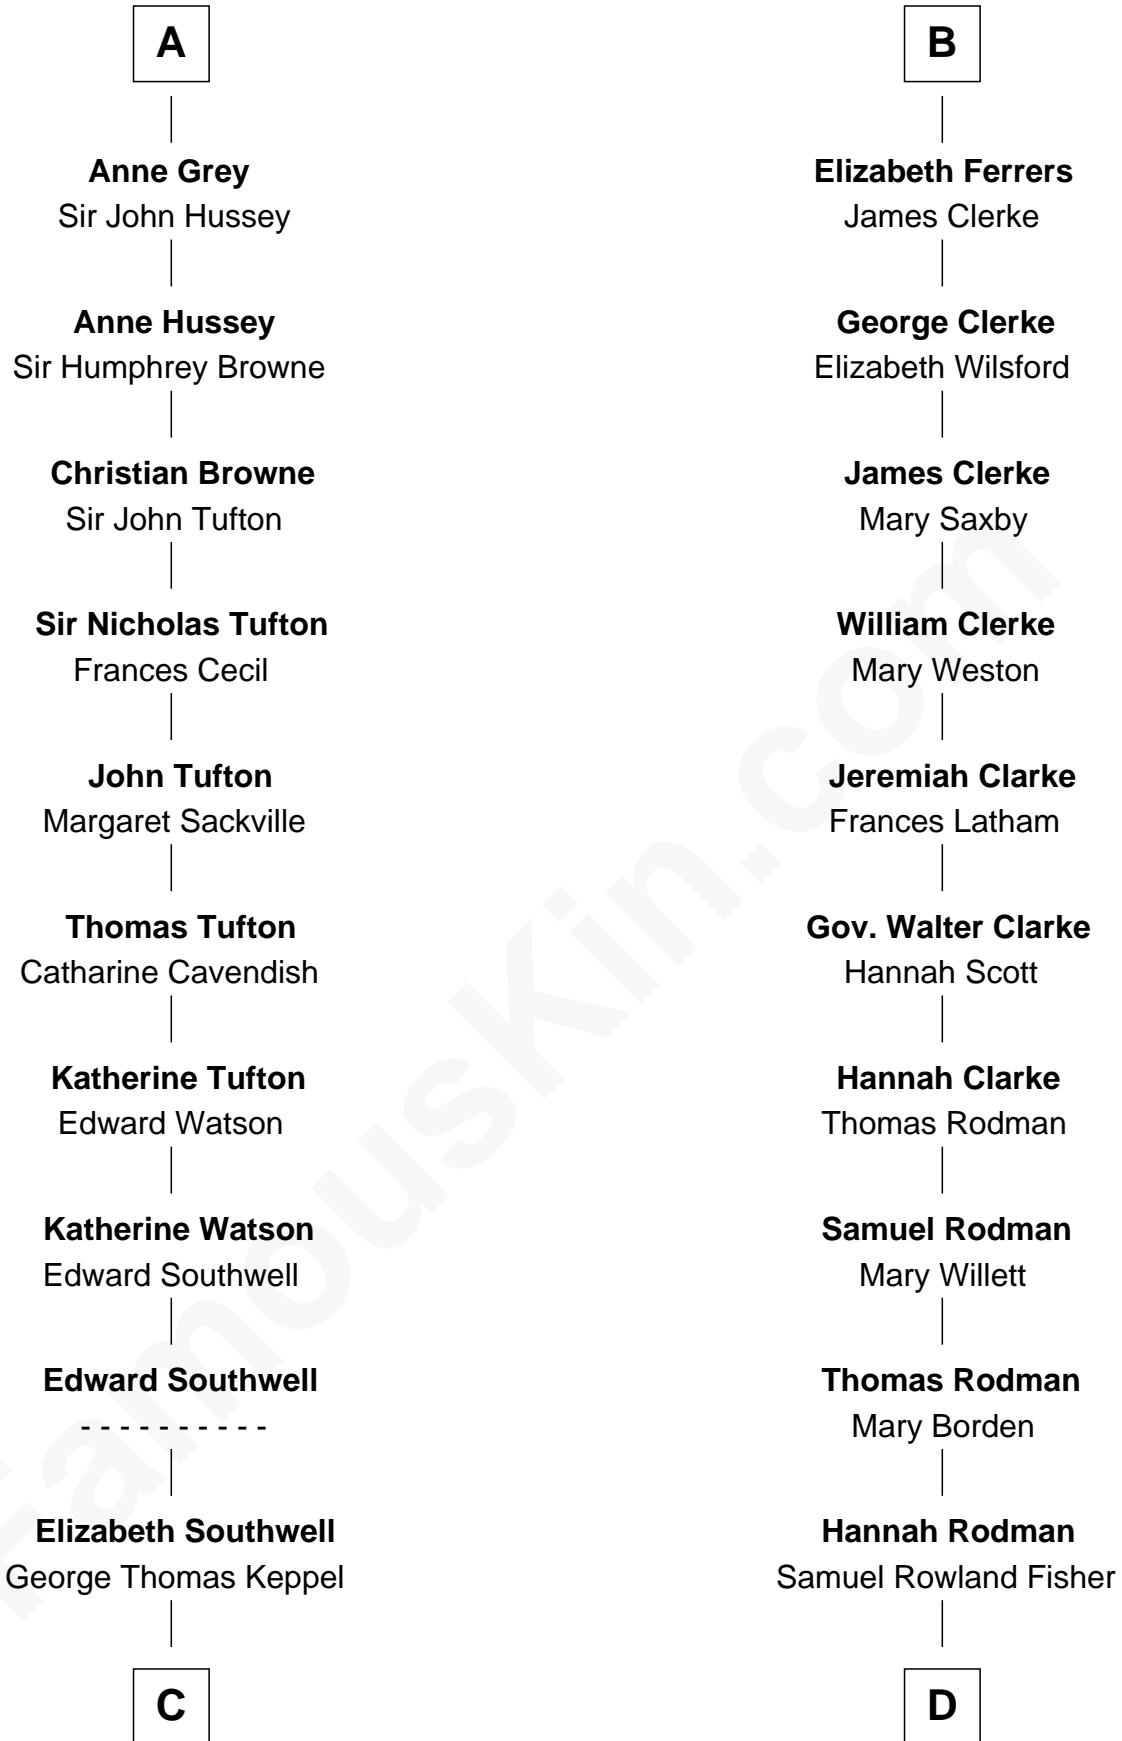 A
Anne Grey
Sir John Hussey
Anne Hussey
Sir Humphrey Browne
Christian Browne
Sir John Tufton
Sir Nicholas Tufton
Frances Cecil
John Tufton
Margaret Sackville
Thomas Tufton
Catharine Cavendish
Katherine Tufton
Edward Watson
Katherine Watson
Edward Southwell
Edward Southwell
- - - - - - - - - -
Elizabeth Southwell
George Thomas Keppel
C
B
Elizabeth Ferrers
James Clerke
George Clerke
Elizabeth Wilsford
James Clerke
Mary Saxby
William Clerke
Mary Weston
Jeremiah Clarke
Frances Latham
Gov. Walter Clarke
Hannah Scott
Hannah Clarke
Thomas Rodman
Samuel Rodman
Mary Willett
Thomas Rodman
Mary Borden
Hannah Rodman
Samuel Rowland Fisher
D
FamousKin.com